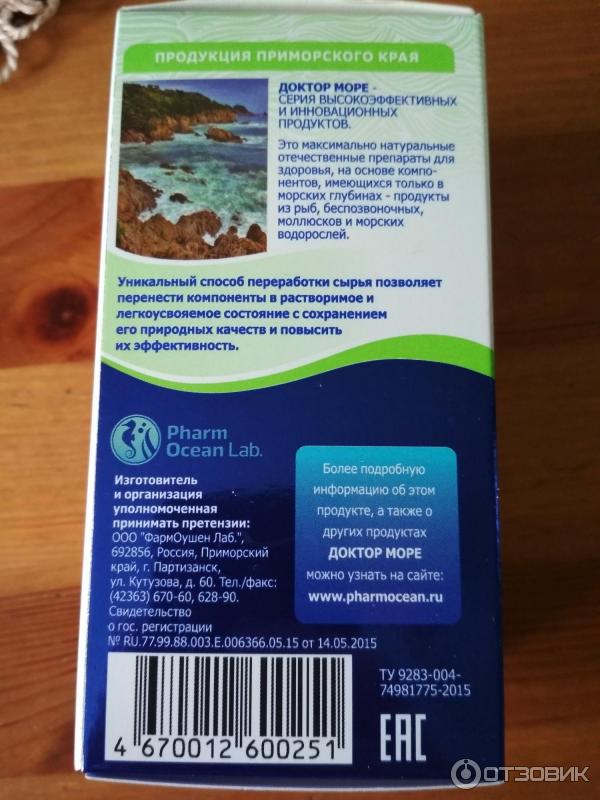 ПРОДУКЦИЯ ПРИМОРСКОГО КРАЯ
ДОКТОР МОРЕ -
СЕРИЯ ВЫСОКОЭФФЕКТИВНЫХ
И ИННОВАЦИОННЫХ
ПРОДУКТОВ.
Это максимально натуральные
отечественные препараты для
здоровья, на основе компо-
нентов, имеющихся только в
морских глубинах - продукты
из рыб, беспозвоночных,
моллюсков и морских
водорослей.
Уникальный способ переработки сырья позволяет
перенести компоненты в растворимое и
легкоусвояемое состояние с сохранением
его природных качеств и повысить
их эффективность.
Pharm
Ocean Lab.
Изготовитель
и организация
уполномоченная
принимать претензии:
ООО "ФармОушен Лаб.",
692856, Россия, Приморский
край, г. Партизанск,
ул. Кутузова, д. 60. Тел./факс:
(42363) 670-60, 628-90.
Свидетельство
о гос. регистрации
№ RU.77.99.88.003.Е.006366.05.15 от 14.05.2015
Более подробную
информацию об этом
продукте, а также о
других продуктах
ДОКТОР МОРЕ
можно узнать на сайте:
www.pharmocean.ru
4 670012 600251
ТУ 9283-004-
74981775-2015
EAC
ОТЗОВИК